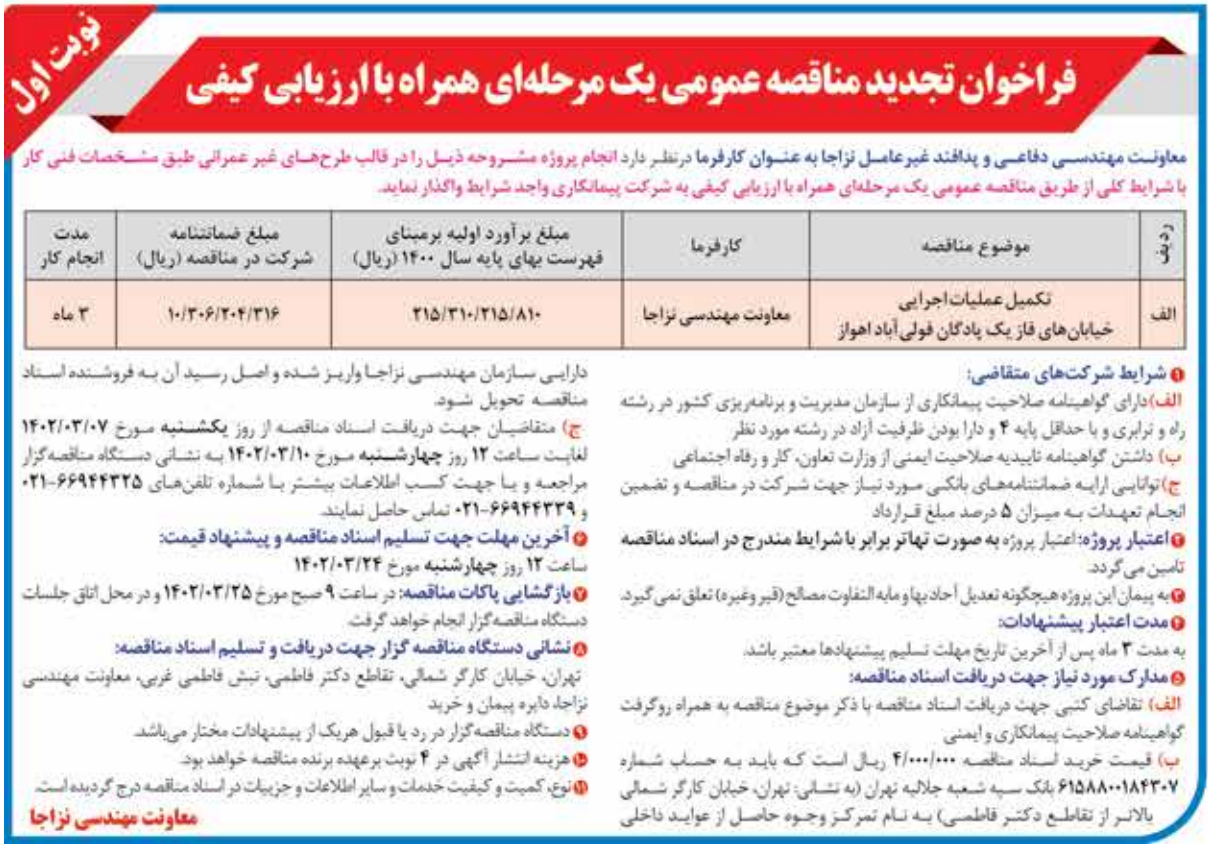 نوبت اول
فراخوان تجدید مناقصه عمومی یک مرحله‌ای همراه با ارزیابی کیفی
معاونت مهندسی دفاعی و پدافند غیرعامل نزاجا به عنوان کارفرما درنظر دارد انجام پروژه مشروحه ذیل را در قالب طرح‌های غیر عمرانی طبق مشخصات فنی کار
با شرایط کلی از طریق مناقصه عمومی یک مرحله‌ای همراه با ارزیابی کیفی به شرکت پیمانکاری واجد شرایط واگذار نماید.
ردیف
موضوع مناقصه
کارفرما
مبلغ برآورد اولیه برمبنای
فهرست بهای پایه سال ۱۴۰۰ (ریال)
مبلغ ضمانتنامه
شرکت در مناقصه (ریال)
مدت
انجام کار
الف
تکمیل عملیات اجرایی
خیابان‌های فاز یک پادگان فولی‌آباد اهواز
معاونت مهندسی نزاجا
۲۱۵/۳۱۰/۲۱۵/۸۱۰
۱۰/۳۰۶/۲۰۴/۳۱۶
۳ ماه
۱ شرایط شرکت‌های متقاضی:
الف)دارای گواهینامه صلاحیت پیمانکاری از سازمان مدیریت و برنامه‌ریزی کشور در رشته
راه و ترابری و با حداقل پایه ۴ و دارا بودن ظرفیت آزاد در رشته مورد نظر
ب) داشتن گواهینامه تاییدیه صلاحیت ایمنی از وزارت تعاون، کار و رفاه اجتماعی
ج)توانایی ارایه ضمانتنامه‌های بانکی مورد نیاز جهت شرکت در مناقصه و تضمین
انجام تعهدات به میزان ۵ درصد مبلغ قرارداد
۲ اعتبار پروژه: اعتبار پروژه به صورت تهاتر برابر با شرایط مندرج در اسناد مناقصه
تامین می گردد.
۳ به پیمان این پروژه هیچگونه تعدیل آحادبها و مابه التفاوت مصالح (قیر وغیره) تعلق نمی گیرد.
۴ مدت اعتبار پیشنهادات:
به مدت ۳ ماه پس از آخرین تاریخ مهلت تسلیم پیشنهادها معتبر باشد.
۵ مدارک مورد نیاز جهت دریافت اسناد مناقصه:
الف) تقاضای کتبی جهت دریافت اسناد مناقصه با ذکر موضوع مناقصه به همراه روگرفت
گواهینامه صلاحیت پیمانکاری و ایمنی
ب) قیمت خرید اسناد مناقصه ۴/۰۰۰/۰۰۰ ریال است که باید به حساب شماره
۶۱۵۸۸۰۰۱۸۴۳۰۷ بانک سپه شعبه جلالیه تهران (به نشانی: تهران، خیابان کارگر شمالی
بالاتر از تقاطع دکتر فاطمی) به نام تمرکز وجوه حاصل از عواید داخلی
دارایی سازمان مهندسی نزاجا واریز شده و اصل رسید آن به فروشنده اسناد
مناقصه تحویل شود.
ج) متقاضیان جهت دریافت اسناد مناقصه از روز یکشنبه مورخ ۱۴۰۲/۰۳/۰۷
لغایت ساعت ۱۲ روز چهارشنبه مورخ ۱۴۰۲/۰۳/۱۰ به نشانی دستگاه مناقصه‌گزار
مراجعه و یا جهت کسب اطلاعات بیشتر با شماره تلفن‌های ۶۶۹۴۴۳۲۵-۰۲۱
و ۶۶۹۴۴۳۳۹-۰۲۱ تماس حاصل نمایند.
۶ آخرین مهلت جهت تسلیم اسناد مناقصه و پیشنهاد قیمت:
ساعت ۱۲ روز چهارشنبه مورخ ۱۴۰۲/۰۳/۲۴
۷ بازگشایی پاکات مناقصه: در ساعت ۹ صبح مورخ ۱۴۰۲/۰۳/۲۵ و در محل اتاق جلسات
دستگاه مناقصه‌گزار انجام خواهد گرفت.
۸ نشانی دستگاه مناقصه گزار جهت دریافت و تسلیم اسناد مناقصه:
تهران، خیابان کارگر شمالی، تقاطع دکتر فاطمی، نبش فاطمی غربی، معاونت مهندسی
نزاجا، دایره پیمان و خرید
۹ دستگاه مناقصه‌گزار در رد یا قبول هریک از پیشنهادات مختار می‌باشد.
۱۰ هزینه انتشار آگهی در ۴ نوبت برعهده برنده مناقصه خواهد بود.
۱۱ نوع، کمیت و کیفیت خدمات و سایر اطلاعات و جزییات در اسناد مناقصه درج گردیده است.
معاونت مهندسی نزاجا